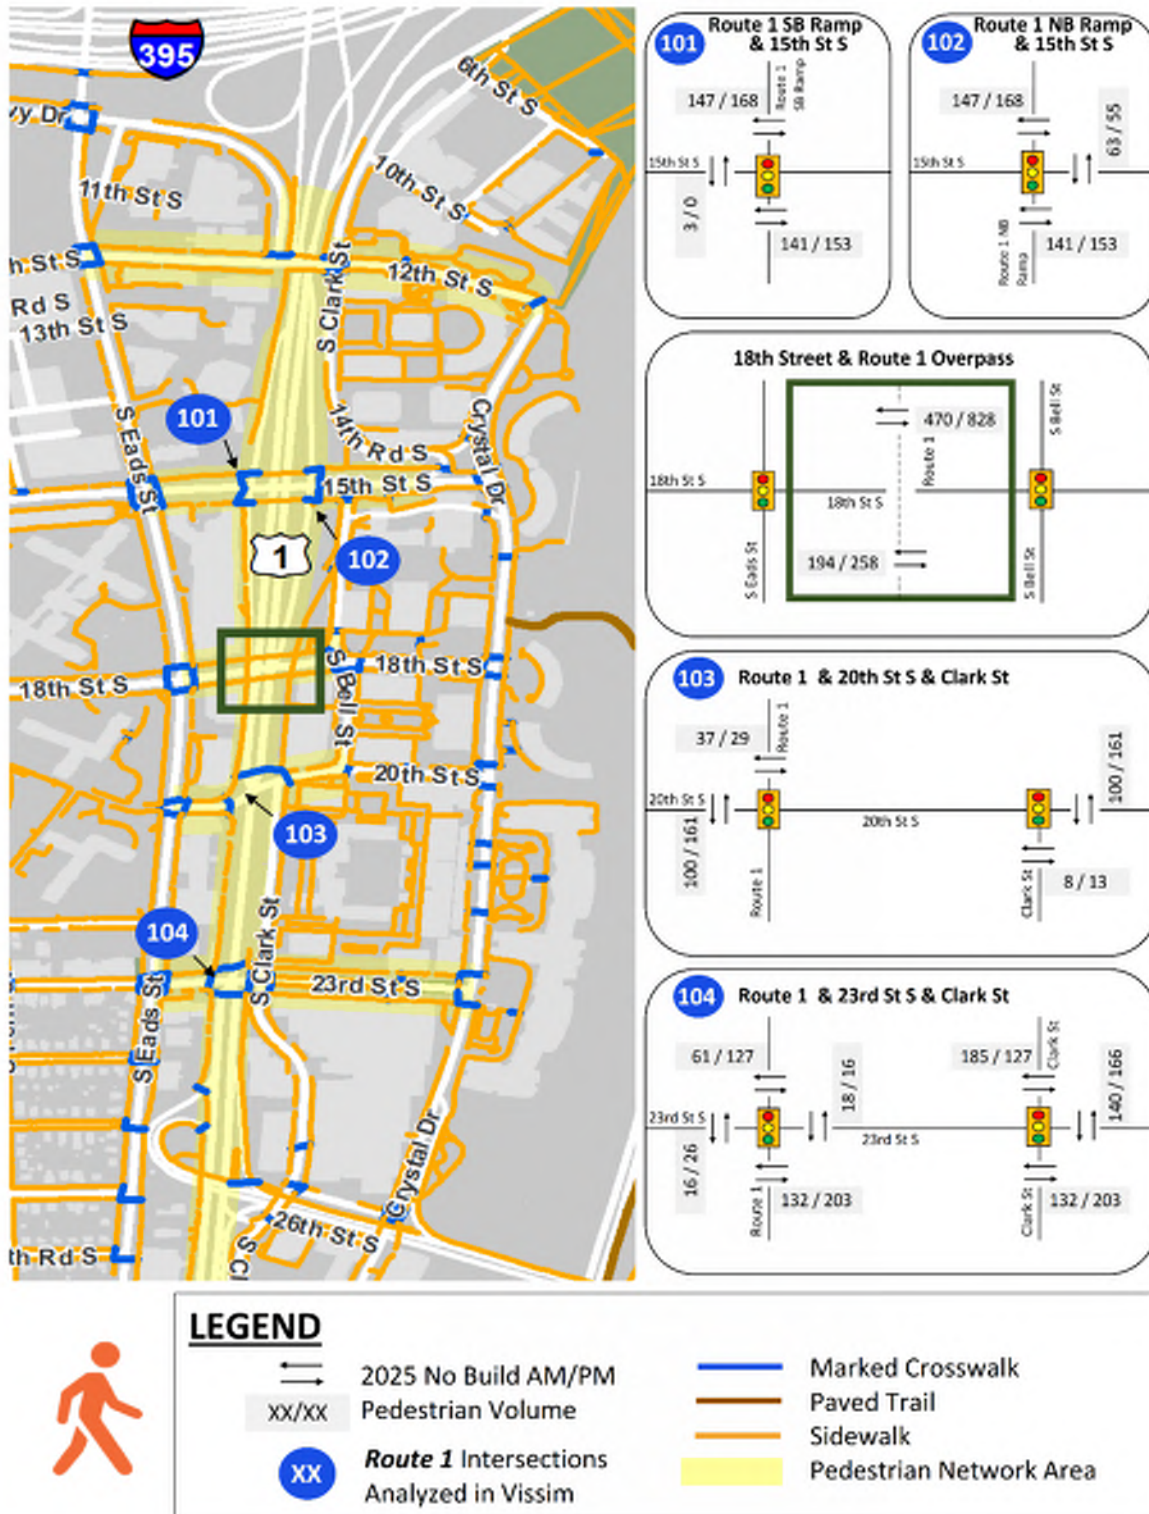 395
6th St S
vy Dr
10th St S
11th St S
h St S
12th St S
S Clark St
Rd S
13th St S
101
S Eads St
14th Rd S
Crystal Dr
15th St S
1
102
18th St S
18th St S
S Bell St
20th St S
103
104
S Clark St
23rd St S
S Eads St
Crystal Dr
26th St S
th Rd S
S Cl
101
Route 1 SB Ramp
& 15th St S
147 / 168
Route 1
SB Ramp
15th St S
3 / 0
141 / 153
102
Route 1 NB Ramp
& 15th St S
147 / 168
63 / 55
15th St S
Route 1 NB
Ramp
141 / 153
18th Street & Route 1 Overpass
470 / 828
S Bell St
Route 1
18th St S
18th St S
194 / 258
S Eads St
S Bell St
103
Route 1 & 20th St S & Clark St
37 / 29
Route 1
100 / 161
20th St S
20th St S
100 / 161
Route 1
Clark St
8 / 13
104
Route 1 & 23rd St S & Clark St
61 / 127
18 / 16
185 / 127
Clark St
140 / 166
23rd St S
23rd St S
16 / 26
Route 1
132 / 203
Clark St
132 / 203
LEGEND
2025 No Build AM/PM
XX/XX
Pedestrian Volume
XX
Route 1 Intersections
Analyzed in Vissim
Marked Crosswalk
Paved Trail
Sidewalk
Pedestrian Network Area